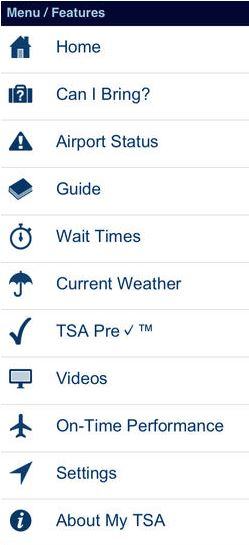 Menu / Features
Home
Can I Bring?
Airport Status
Guide
Wait Times
Current Weather
TSA Pre ✓ ™
Videos
On-Time Performance
Settings
About My TSA